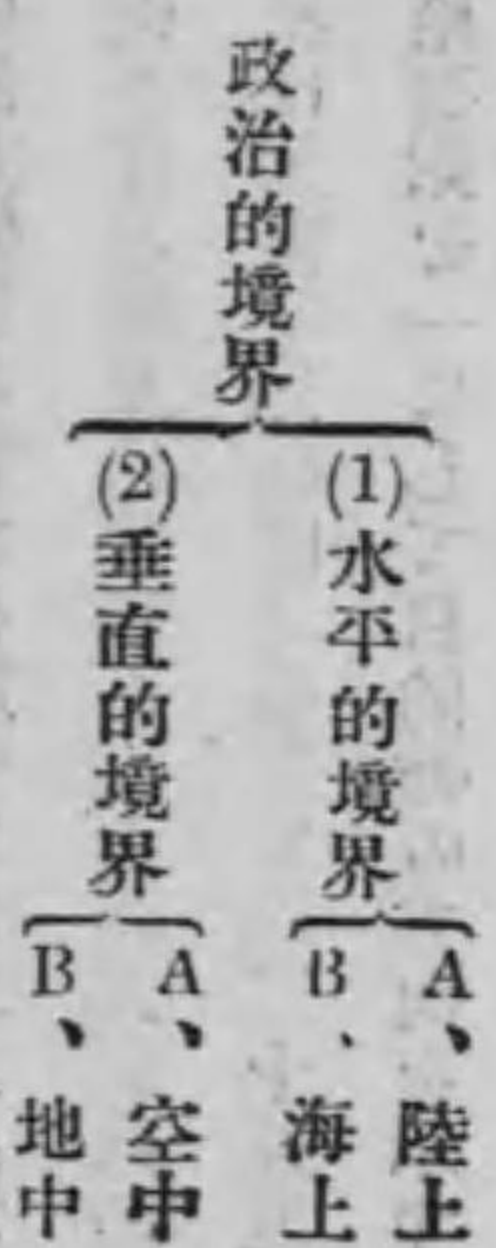 政治的境界
(1)水平的境界
A、陸上
B、海上
(2)垂直的境界
A、空中
B、地中